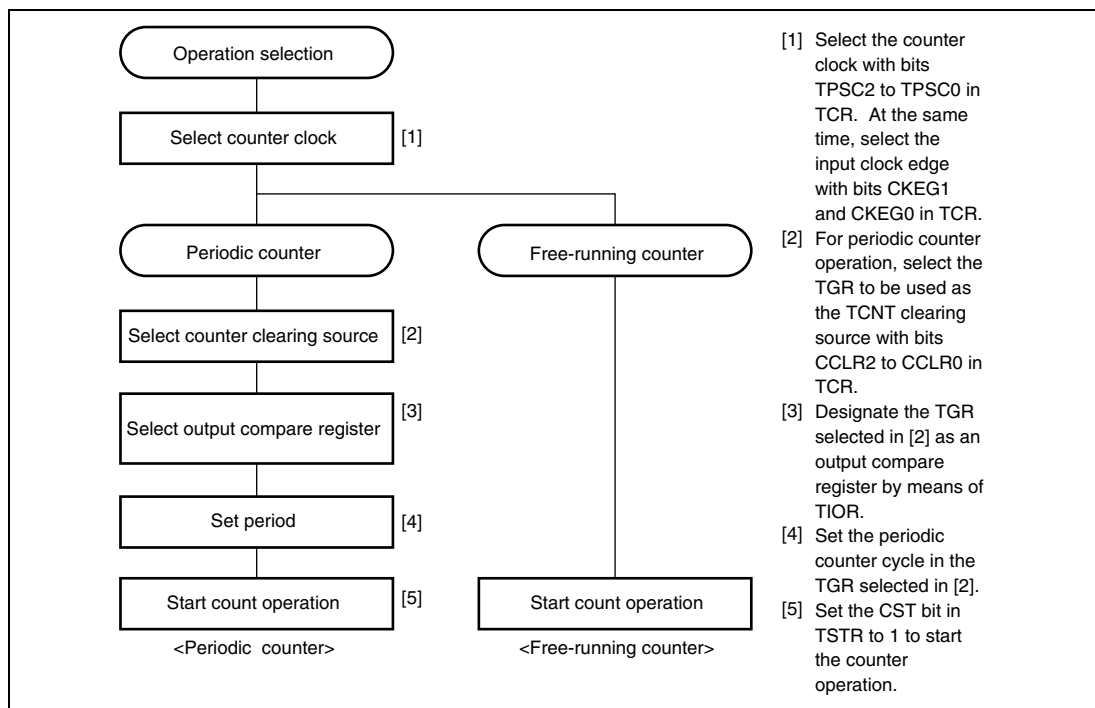 Operation selection
Select counter clock
[1]
Periodic counter
Free-running counter
Select counter clearing source
[2]
Select output compare register
[3]
Set period
[4]
Start count operation
[5]
Start count operation
<Periodic counter>
<Free-running counter>
[1] Select the counter
clock with bits
TPSC2 to TPSC0 in
TCR. At the same
time, select the
input clock edge
with bits CKEG1
and CKEG0 in TCR.
[2] For periodic counter
operation, select the
TGR to be used as
the TCNT clearing
source with bits
CCLR2 to CCLR0 in
TCR.
[3] Designate the TGR
selected in [2] as an
output compare
register by means of
TIOR.
[4] Set the periodic
counter cycle in the
TGR selected in [2].
[5] Set the CST bit in
TSTR to 1 to start
the counter
operation.